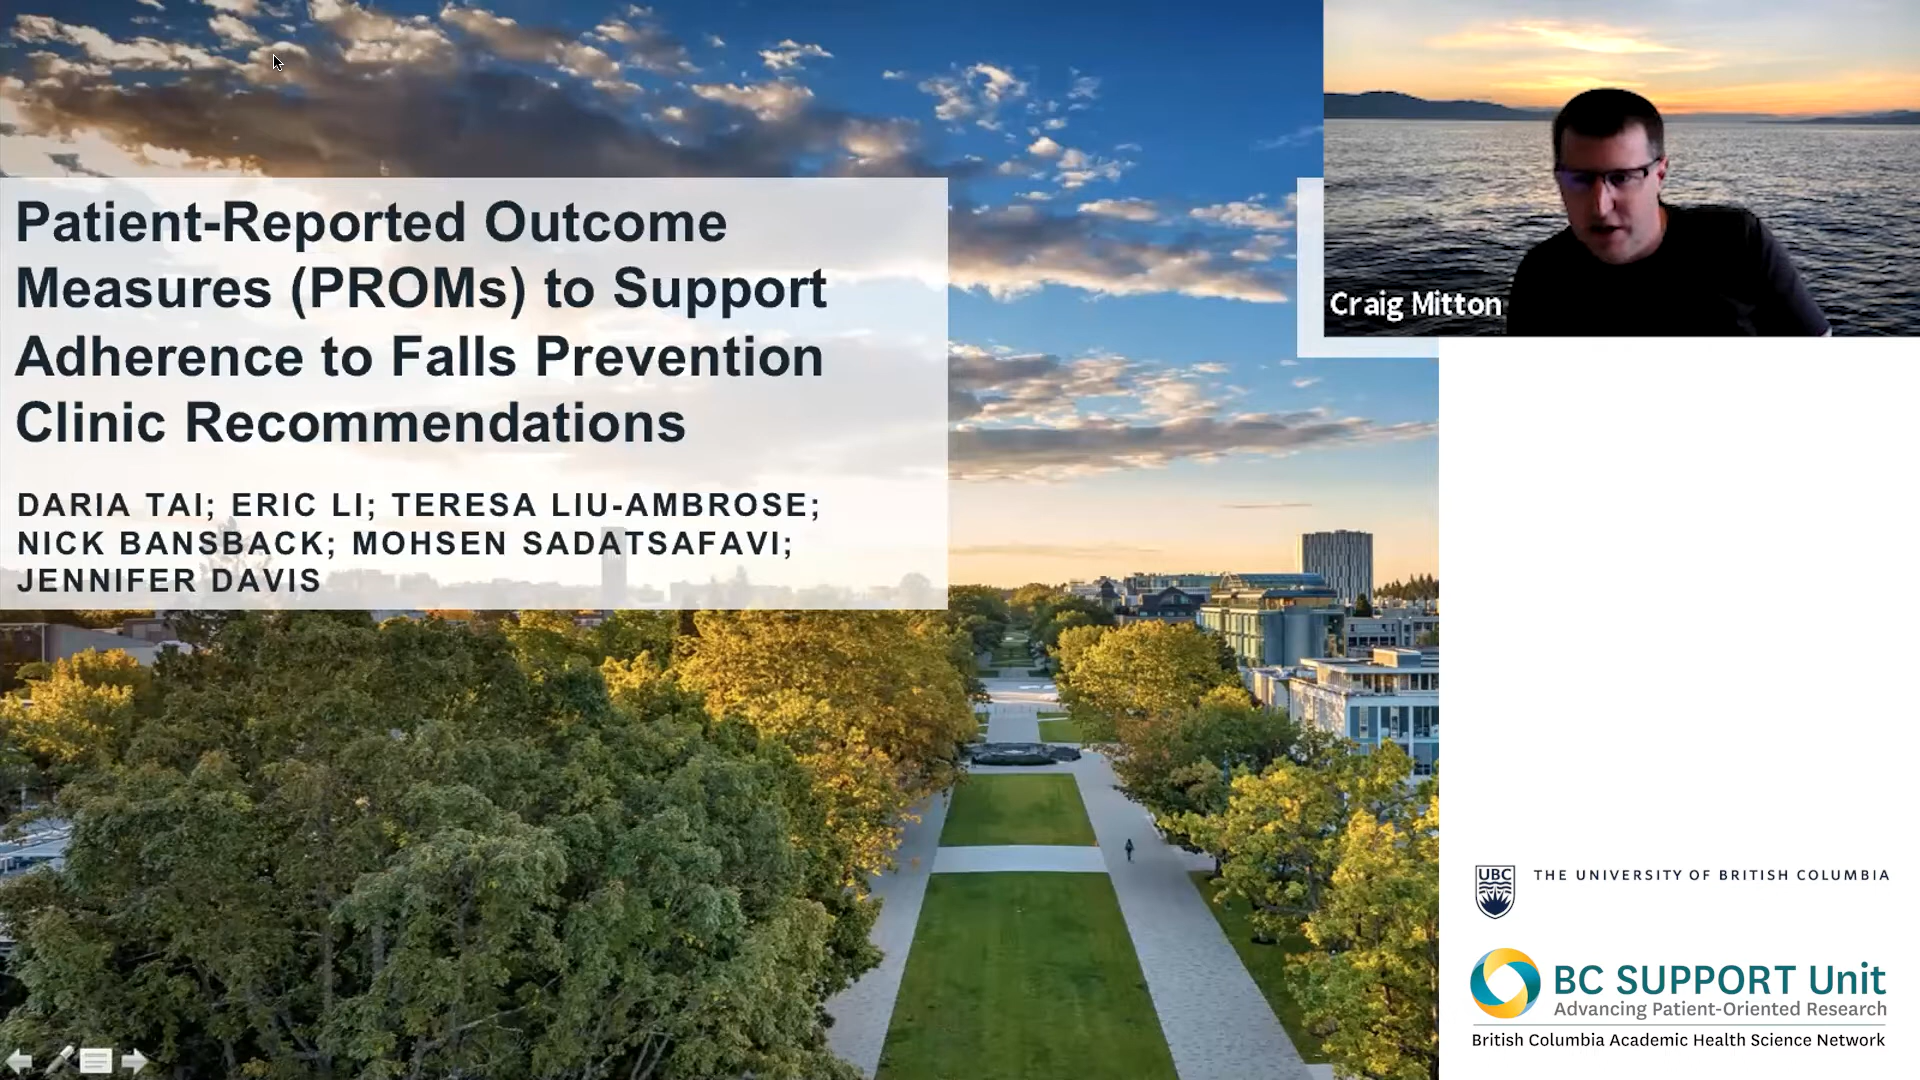 Patient-Reported Outcome
Measures (PROMs) to Support
Adherence to Falls Prevention
Clinic Recommendations
DARIA TAI; ERIC LI; TERESA LIU-AMBROSE;
NICK BANSBACK; MOHSEN SADATSAFAVI;
JENNIFER DAVIS
Craig Mitton
UBC
THE UNIVERSITY OF BRITISH COLUMBIA
BC SUPPORT Unit
Advancing Patient-Oriented Research
British Columbia Academic Health Science Network